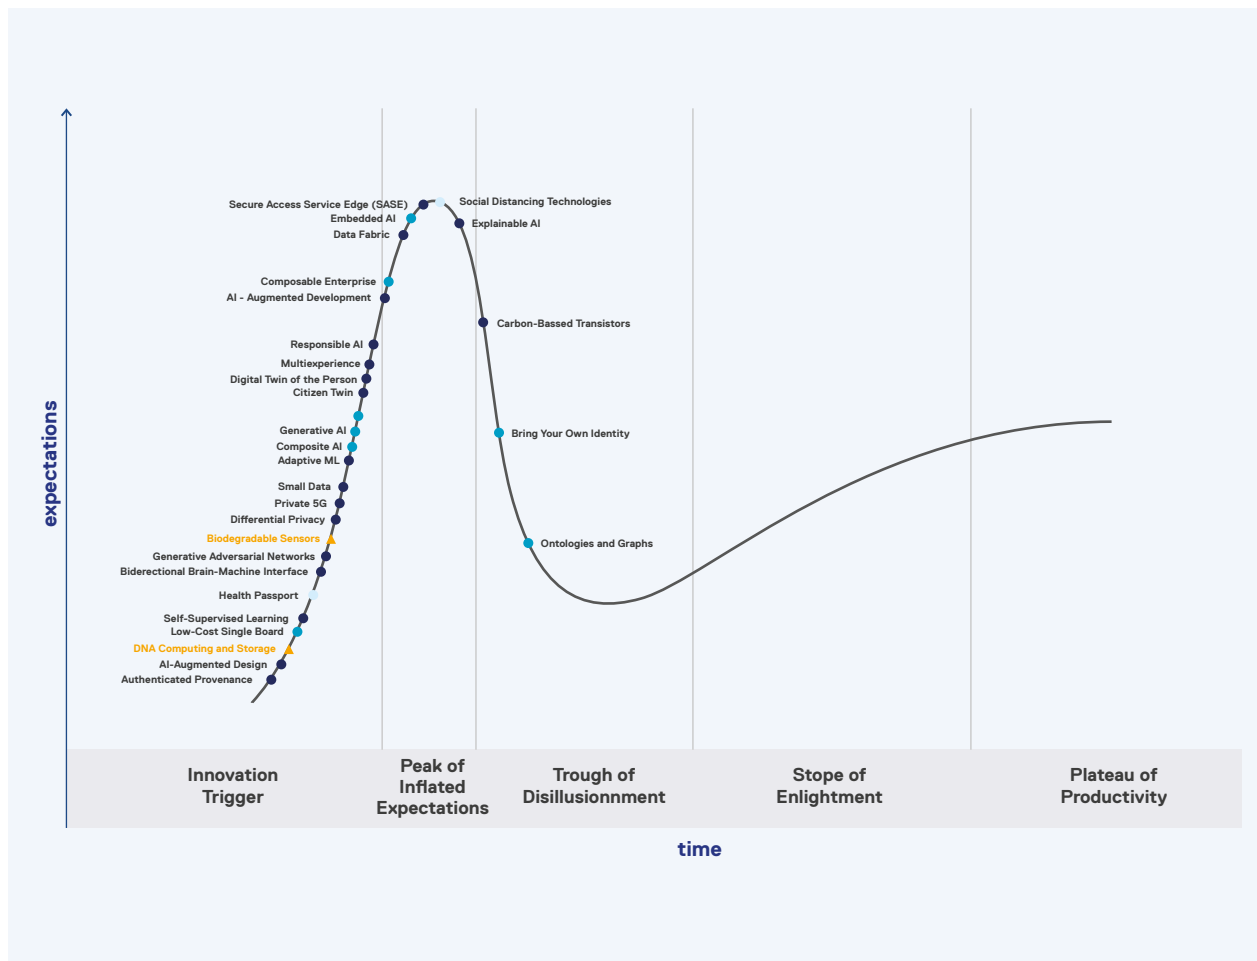 Secure Access Service Edge (SASE)
Social Distancing Technologies
Embedded AI
Explainable AI
Data Fabric
Composable Enterprise
AI - Augmented Development
Carbon-Bassed Transistors
Responsible AI
Multiexperience
Digital Twin of the Person
Citizen Twin
Generative AI
Bring Your Own Identity
Composite AI
Adaptive ML
Small Data
Private 5G
Differential Privacy
Biodegradable Sensors
Ontologies and Graphs
Generative Adversarial Networks
Biderectional Brain-Machine Interface
Health Passport
Self-Supervised Learning
Low-Cost Single Board
DNA Computing and Storage
AI-Augmented Design
Authenticated Provenance
expectations
Innovation
Trigger
Peak of
Inflated
Expectations
Trough of
Disillusionnment
Stope of
Enlightment
Plateau of
Productivity
time